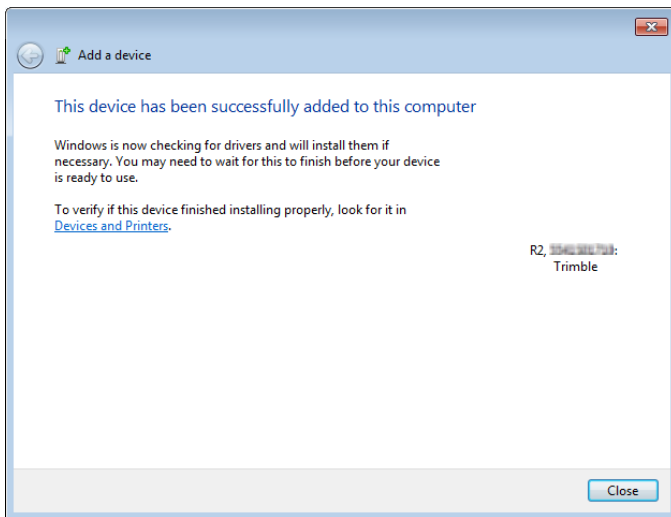 Add a device
This device has been successfully added to this computer
Windows is now checking for drivers and will install them if
necessary. You may need to wait for this to finish before your device
is ready to use.
To verify if this device finished installing properly, look for it in
Devices and Printers.
R2, :
Trimble
Close